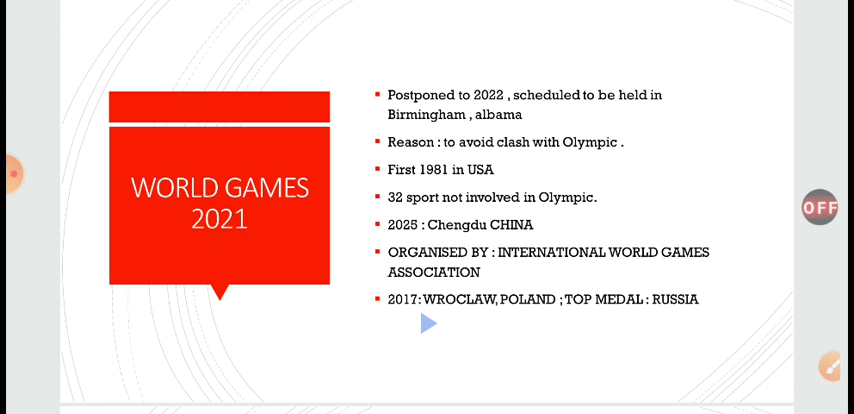 WORLD GAMES
2021
Postponed to 2022 , scheduled to be held in
Birmingham , albama
Reason : to avoid clash with Olympic .
First 1981 in USA
32 sport not involved in Olympic.
2025 : Chengdu CHINA
ORGANISED BY : INTERNATIONAL WORLD GAMES
ASSOCIATION
2017: WROCLAW, POLAND ; TOP MEDAL : RUSSIA
OFF